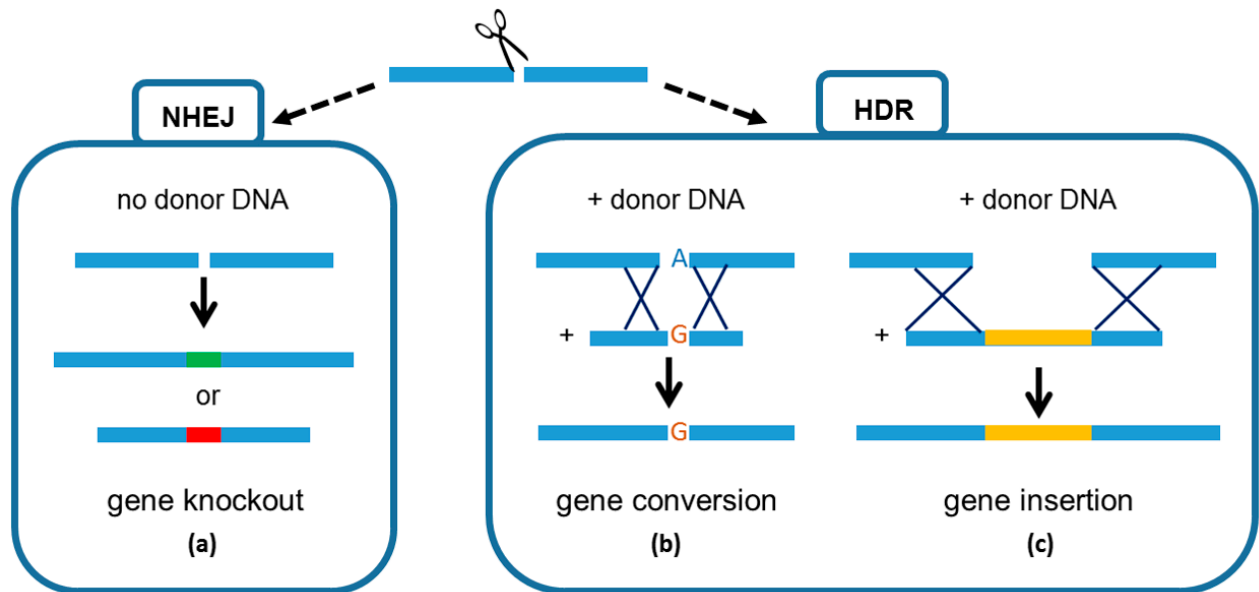 NHEJ
HDR
no donor DNA
or
gene knockout
(a)
+ donor DNA
A
+
G
G
gene conversion
(b)
+ donor DNA
+
gene insertion
(c)